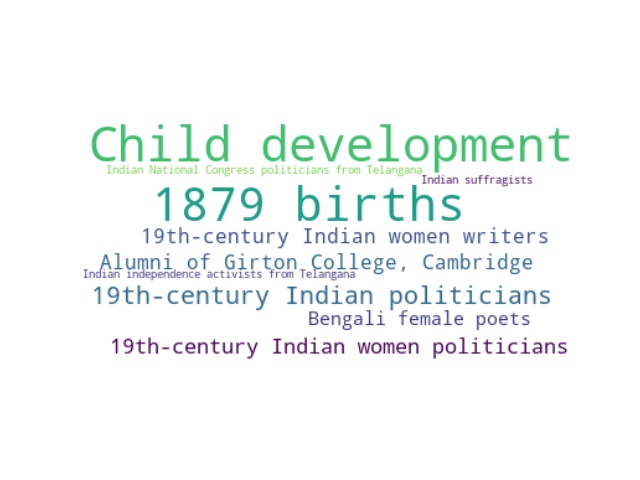 Child development
Indian National Congress politicians from Telangana
Indian suffragists
1879 births
19th-century Indian women writers
Alumni of Girton College, Cambridge
Indian independence activists from Telangana
19th-century Indian politicians
Bengali female poets
19th-century Indian women politicians